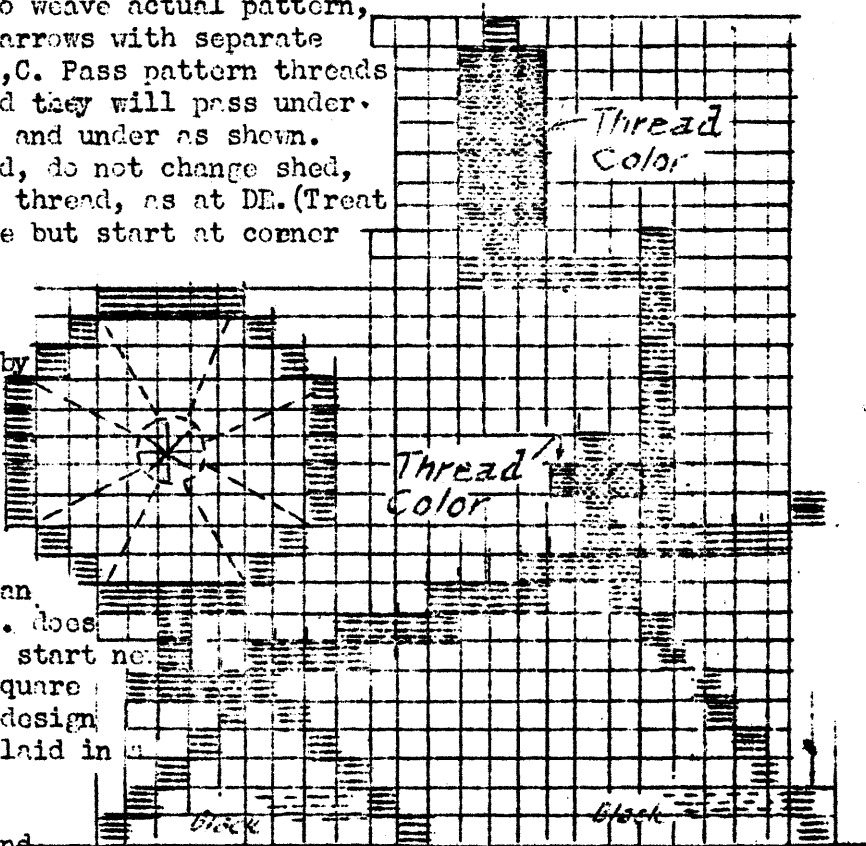 o weave actual pattern,
arrows with separate
,C. Pass pattern threads
d they will pass under.
and under as shown.
d, do not change shed,
thread, as at DE. (Treat
e but start at corner
Thread
Color
by
Thread
Color
an
. does
start ne
quare
design
laid in a
black
black
nd